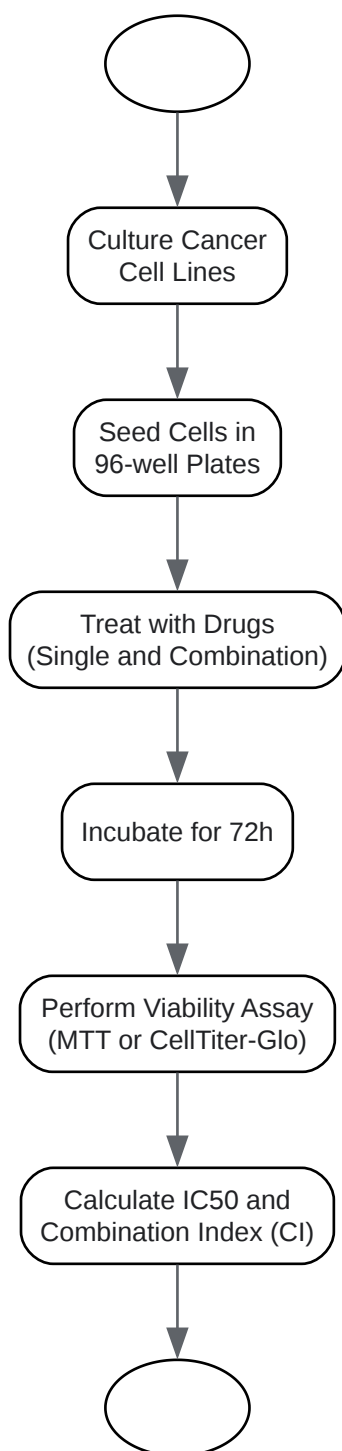 Culture Cancer
Cell Lines
Seed Cells in
96-well Plates
Treat with Drugs
(Single and Combination)
Incubate for 72h
Perform Viability Assay
(MTT or CellTiter-Glo)
Calculate IC50 and
Combination Index (CI)